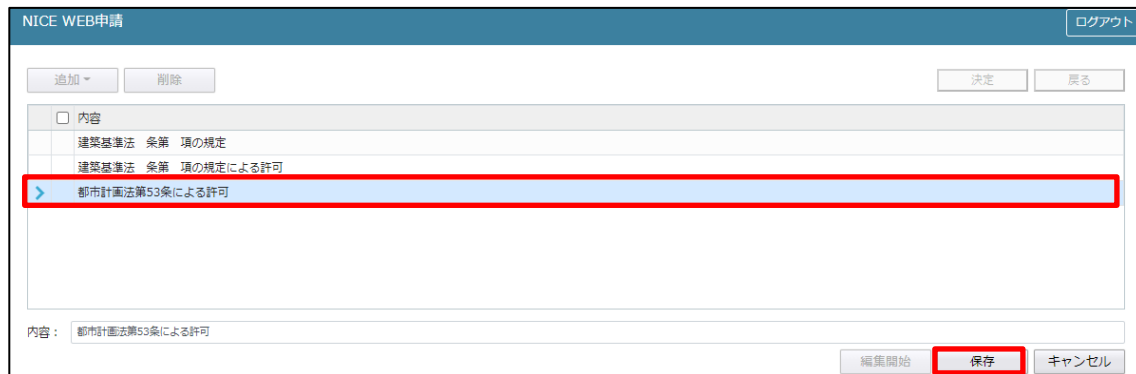 NICE WEB申請 ログアウト
追加 削除 決定 戻る
内容
建築基準法　条第　項の規定
建築基準法　条第　項の規定による許可
都市計画法第53条による許可
内容： 都市計画法第53条による許可
編集開始 保存 キャンセル